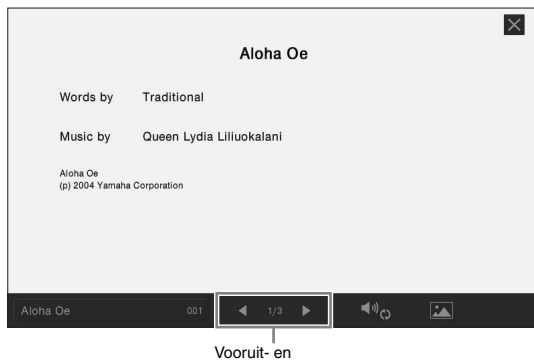 Aloha Oe
Words by Traditional
Music by Queen Lydia Liliuokalani
Aloha Oe
(p) 2004 Yamaha Corporation
Aloha Oe 001 1/3
Vooruit- en